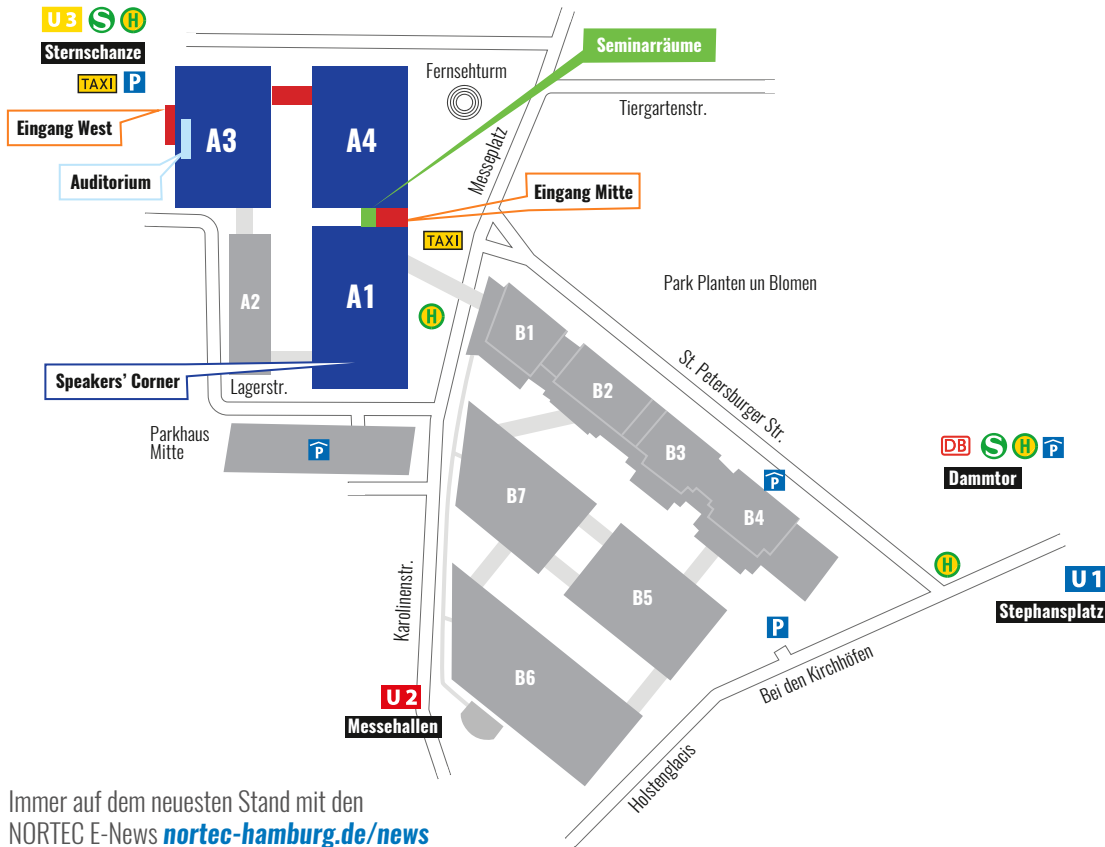 U 3 S H
Sternschanze
TAXI P
Seminarräume
Fernsehturm
Tiergartenstr.
Eingang West
A3
A4
Auditorium
Messeplatz
Eingang Mitte
TAXI
A2
A1
H
Park Planten un Blomen
B1
Speakers’ Corner
Lagerstr.
St. Petersburger Str.
B2
Parkhaus
Mitte
P
B3
P
DB S H P
Dammtor
B7
B4
Karolinenstr.
H
U 1
Stephansplatz
B5
P
Bei den Kirchhöfen
B6
U 2
Messehallen
Holstenglacis
Immer auf dem neuesten Stand mit den
NORTEC E-News nortec-hamburg.de/news